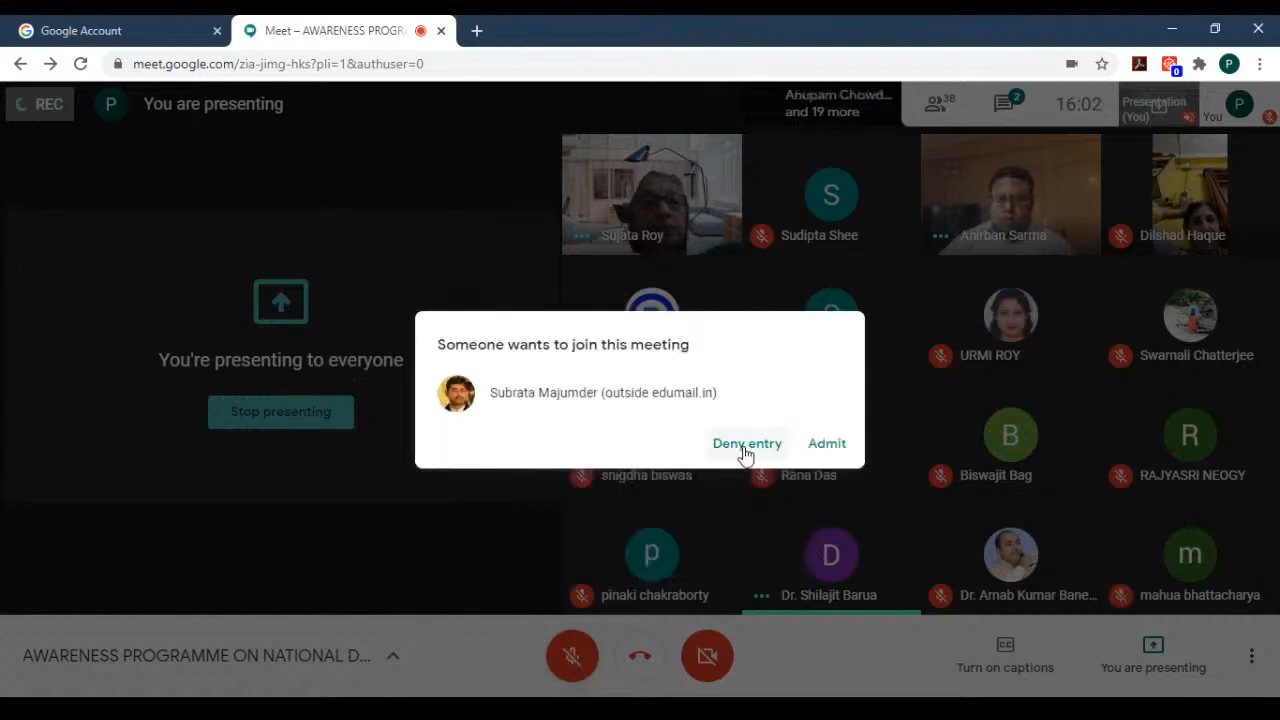 Google Account
Meet – AWARENESS PROGR
meet.google.com/zia-jimg-hks?pli=1&authuser=0
P
0
REC
P
You are presenting
Anupam Chowd...
and 19 more
38
2
16:02
Presentation
(You)
You
P
Sujata Roy
S
Sudipta Shee
Anirban Sarma
Dilshad Haque
URMI ROY
Swarnali Chatterjee
You're presenting to everyone
Stop presenting
Someone wants to join this meeting
Subrata Majumder (outside edumail.in)
Deny entry
Admit
snigdha biswas
Rana Das
B
Biswajit Bag
R
RAJYASRI NEOGY
p
pinaki chakraborty
D
Dr. Shilajit Barua
Dr. Arnab Kumar Bane...
m
mahua bhattacharya
AWARENESS PROGRAMME ON NATIONAL D...
Turn on captions
You are presenting